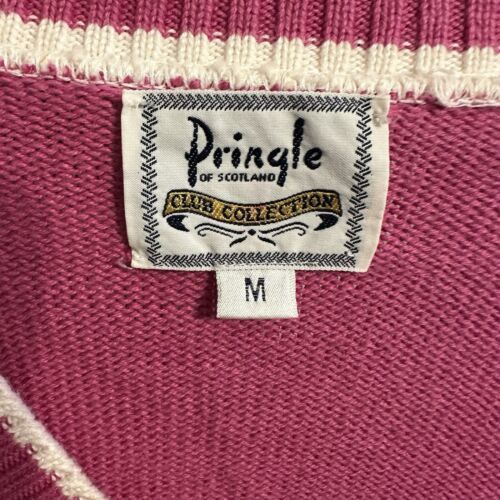 Pringle
OF SCOTLAND
CLUB COLLECTION
M